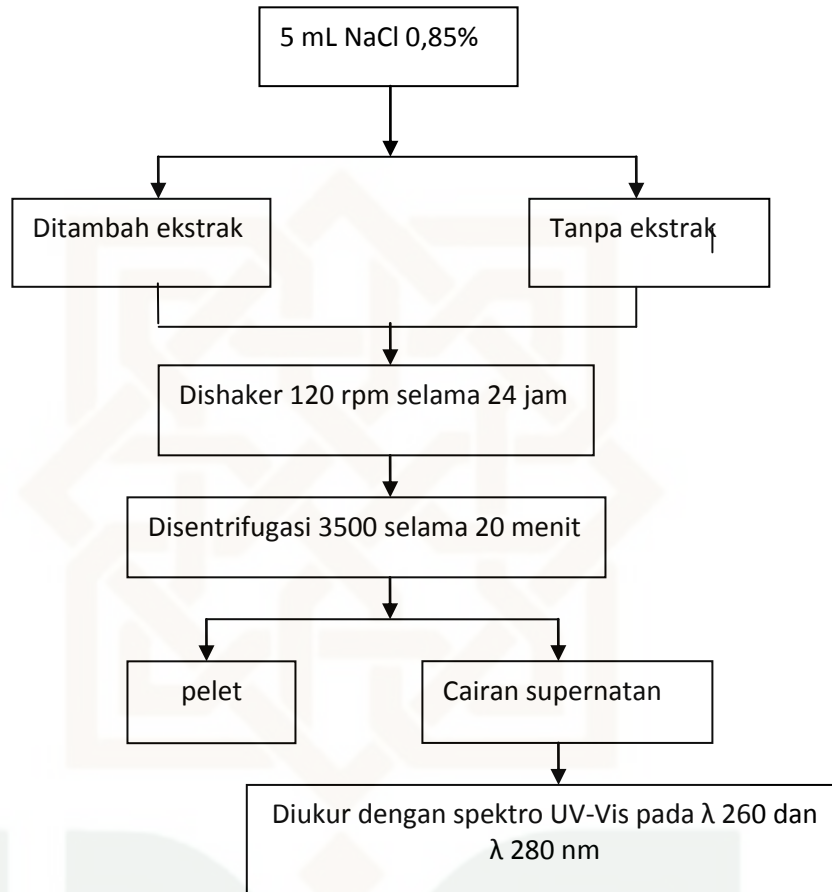 5 mL NaCl 0,85%
Ditambah ekstrak
Tanpa ekstrak
Dishaker 120 rpm selama 24 jam
Disentrifugasi 3500 selama 20 menit
pelet
Cairan supernatan
Diukur dengan spektro UV-Vis pada λ 260 dan
λ 280 nm